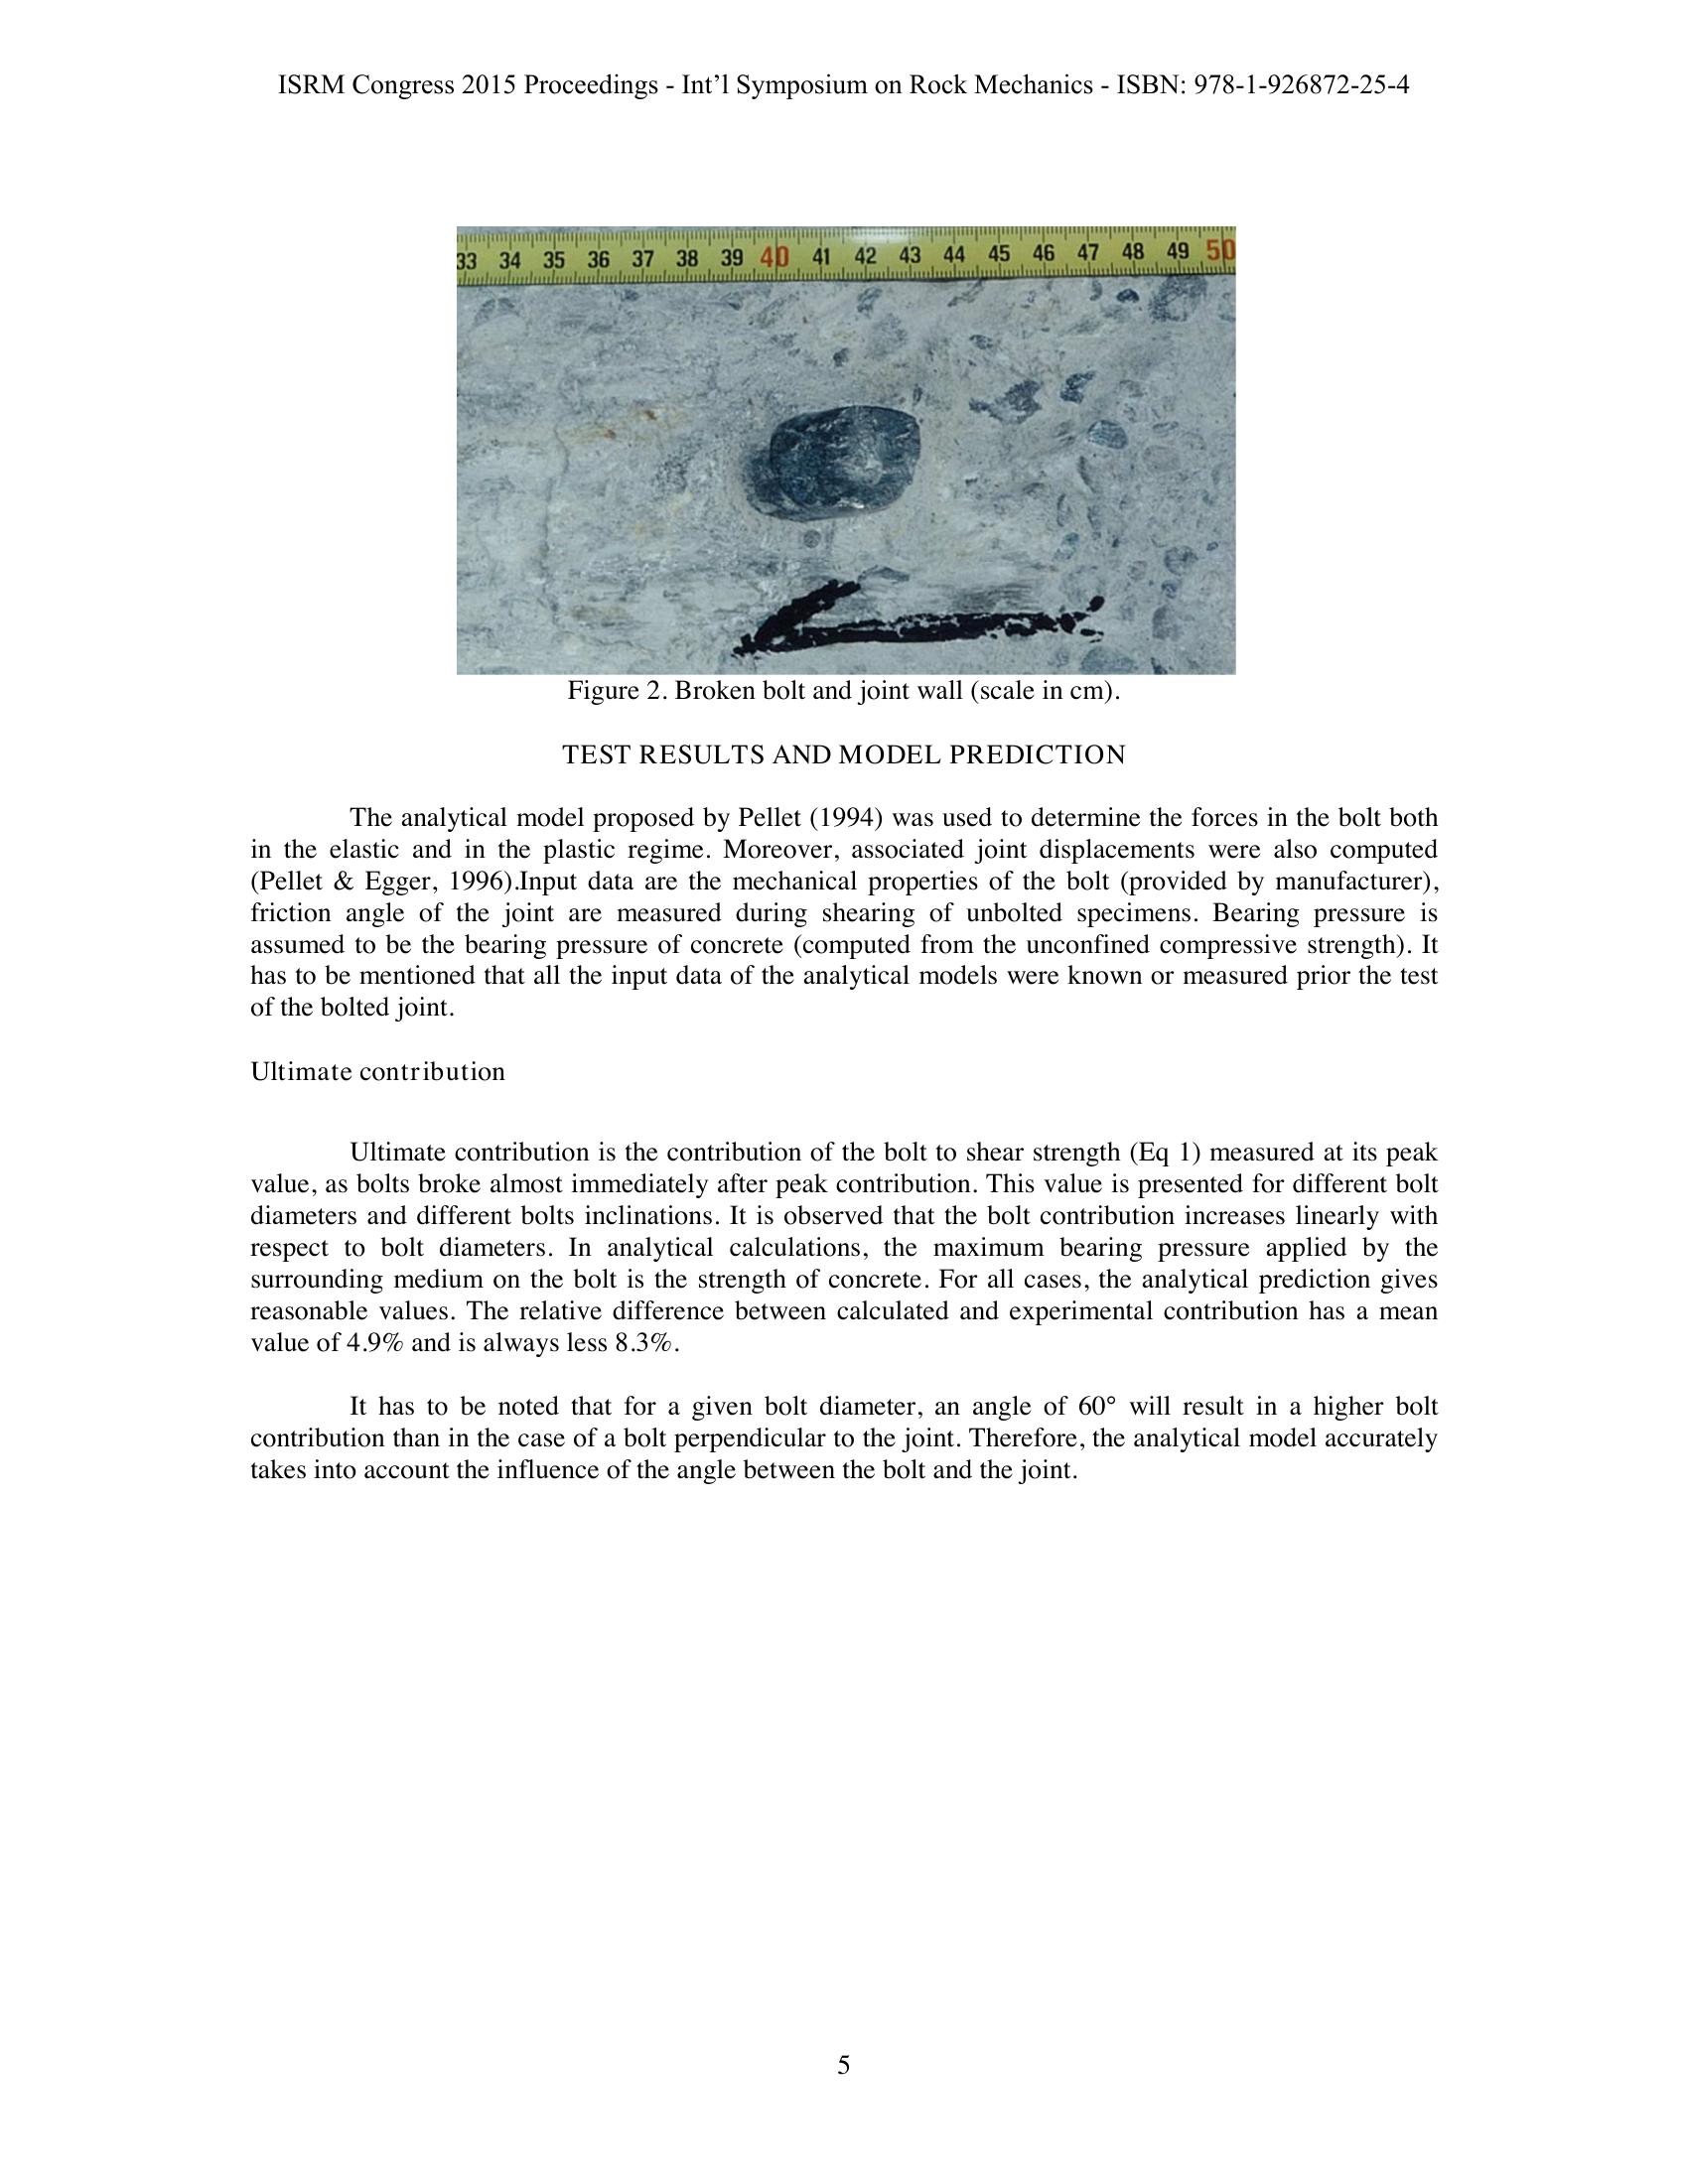 ISRM Congress 2015 Proceedings - Int’l Symposium on Rock Mechanics - ISBN: 978-1-926872-25-4
33 34 35 36 37 38 39 40 41 42 43 44 45 46 47 48 49 50
Figure 2. Broken bolt and joint wall (scale in cm).
TEST RESULTS AND MODEL PREDICTION
The analytical model proposed by Pellet (1994) was used to determine the forces in the bolt both
in the elastic and in the plastic regime. Moreover, associated joint displacements were also computed
(Pellet & Egger, 1996).Input data are the mechanical properties of the bolt (provided by manufacturer),
friction angle of the joint are measured during shearing of unbolted specimens. Bearing pressure is
assumed to be the bearing pressure of concrete (computed from the unconfined compressive strength). It
has to be mentioned that all the input data of the analytical models were known or measured prior the test
of the bolted joint.
Ultimate contribution
Ultimate contribution is the contribution of the bolt to shear strength (Eq 1) measured at its peak
value, as bolts broke almost immediately after peak contribution. This value is presented for different bolt
diameters and different bolts inclinations. It is observed that the bolt contribution increases linearly with
respect to bolt diameters. In analytical calculations, the maximum bearing pressure applied by the
surrounding medium on the bolt is the strength of concrete. For all cases, the analytical prediction gives
reasonable values. The relative difference between calculated and experimental contribution has a mean
value of 4.9% and is always less 8.3%.
It has to be noted that for a given bolt diameter, an angle of 60° will result in a higher bolt
contribution than in the case of a bolt perpendicular to the joint. Therefore, the analytical model accurately
takes into account the influence of the angle between the bolt and the joint.
5